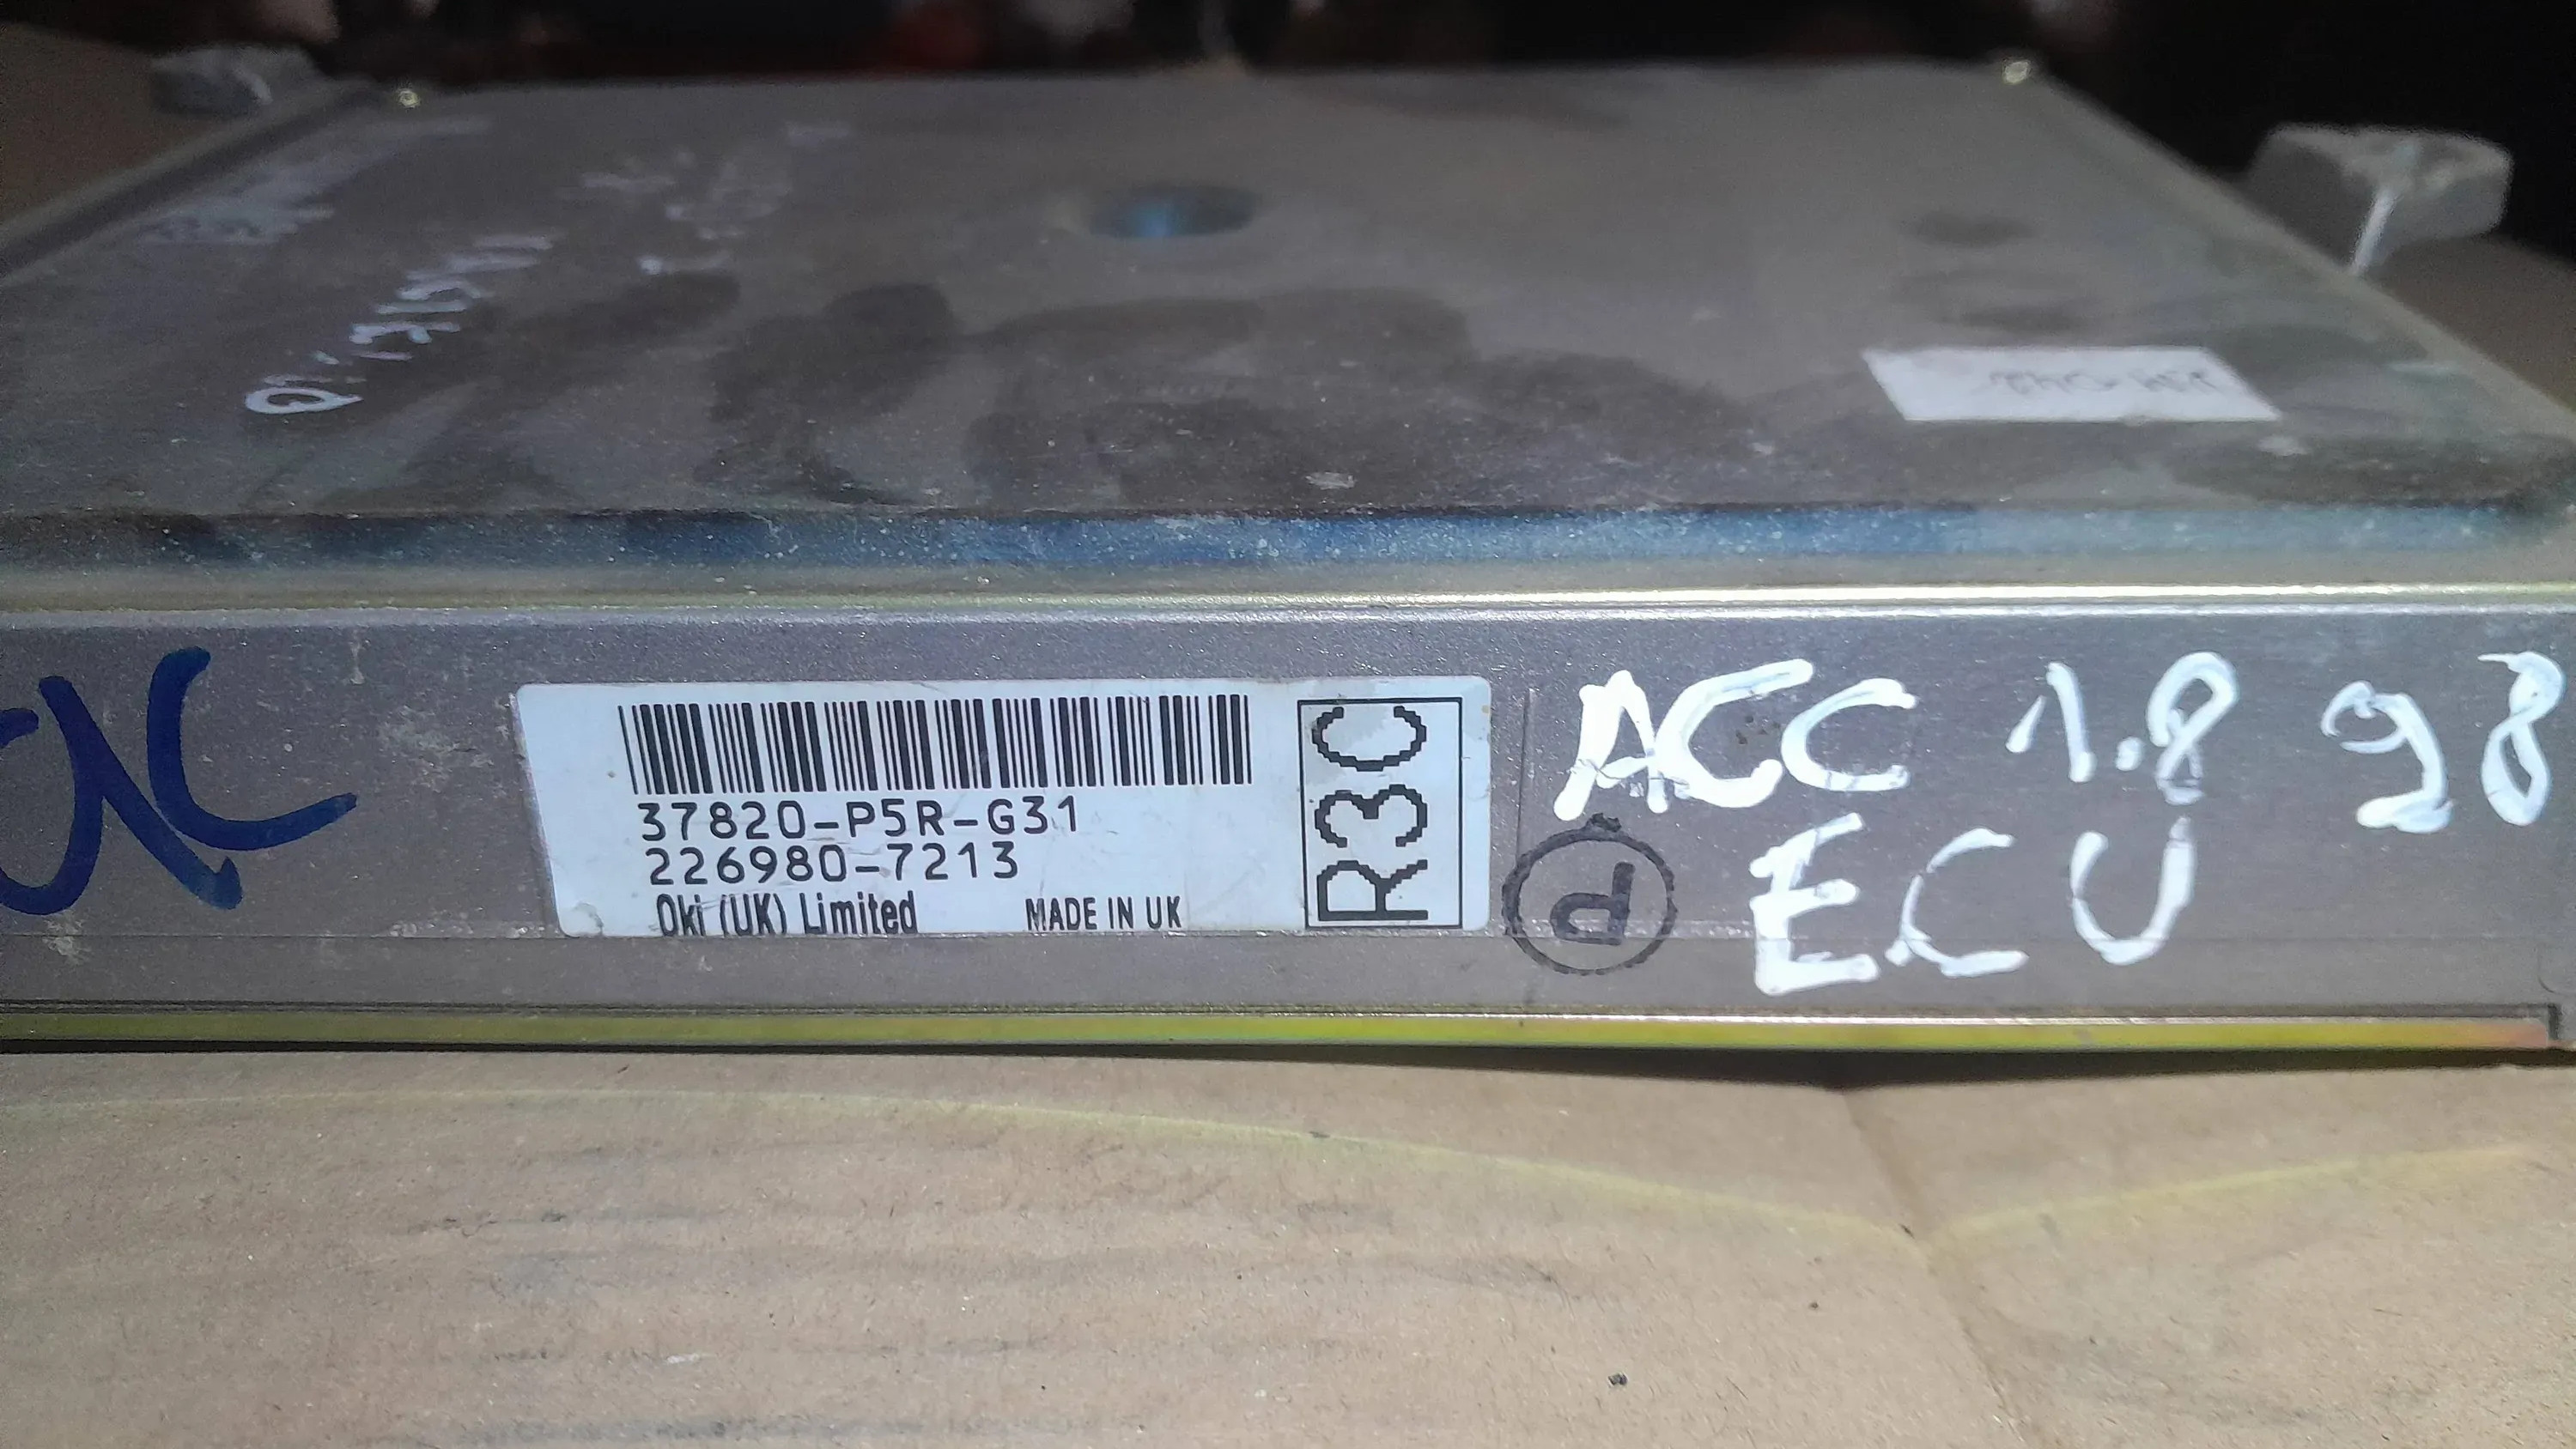 37820-P5R-G31
226980-7213
Oki (UK) Limited MADE IN UK
R3C
d
ACC 1.8 98
ECU